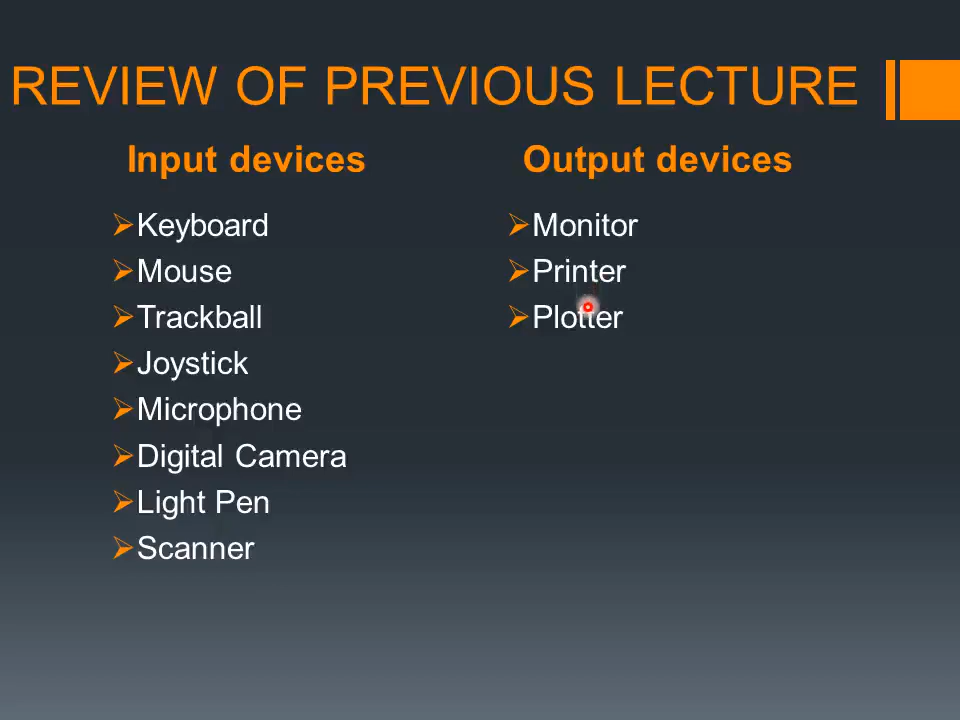 REVIEW OF PREVIOUS LECTURE
Input devices
Keyboard
Mouse
Trackball
Joystick
Microphone
Digital Camera
Light Pen
Scanner
Output devices
Monitor
Printer
Plotter